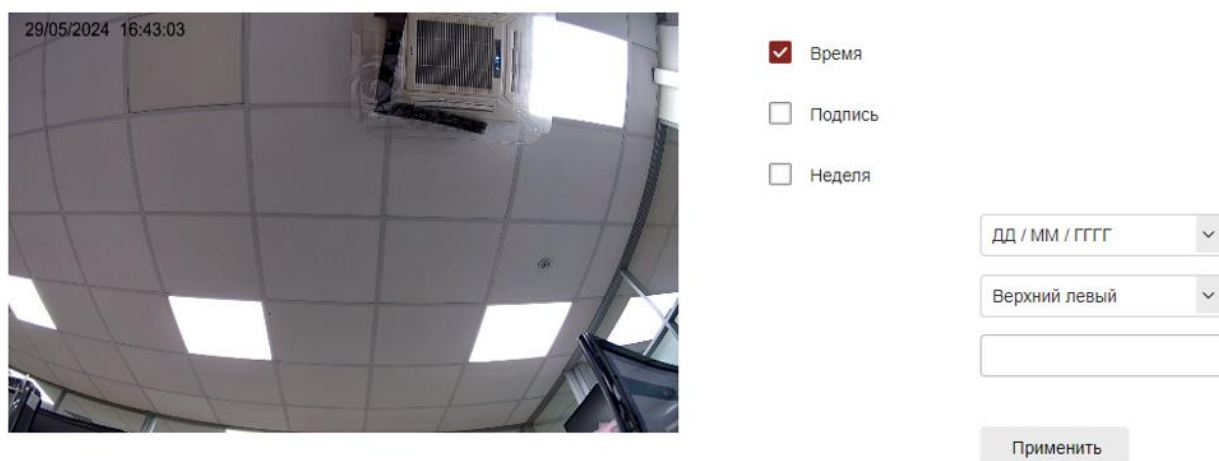 29/05/2024 16:43:03
Время
Подпись
Неделя
ДД / ММ / ГГГГ
Верхний левый
Применить